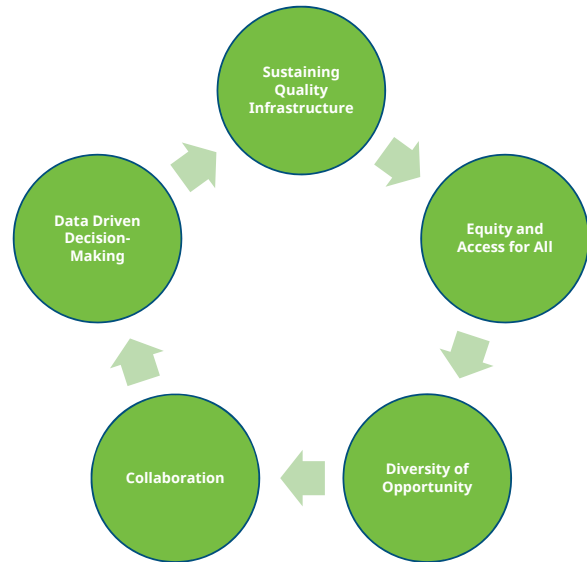 Sustaining
Quality
Infrastructure
Equity and
Access for All
Diversity of
Opportunity
Collaboration
Data Driven
Decision-
Making